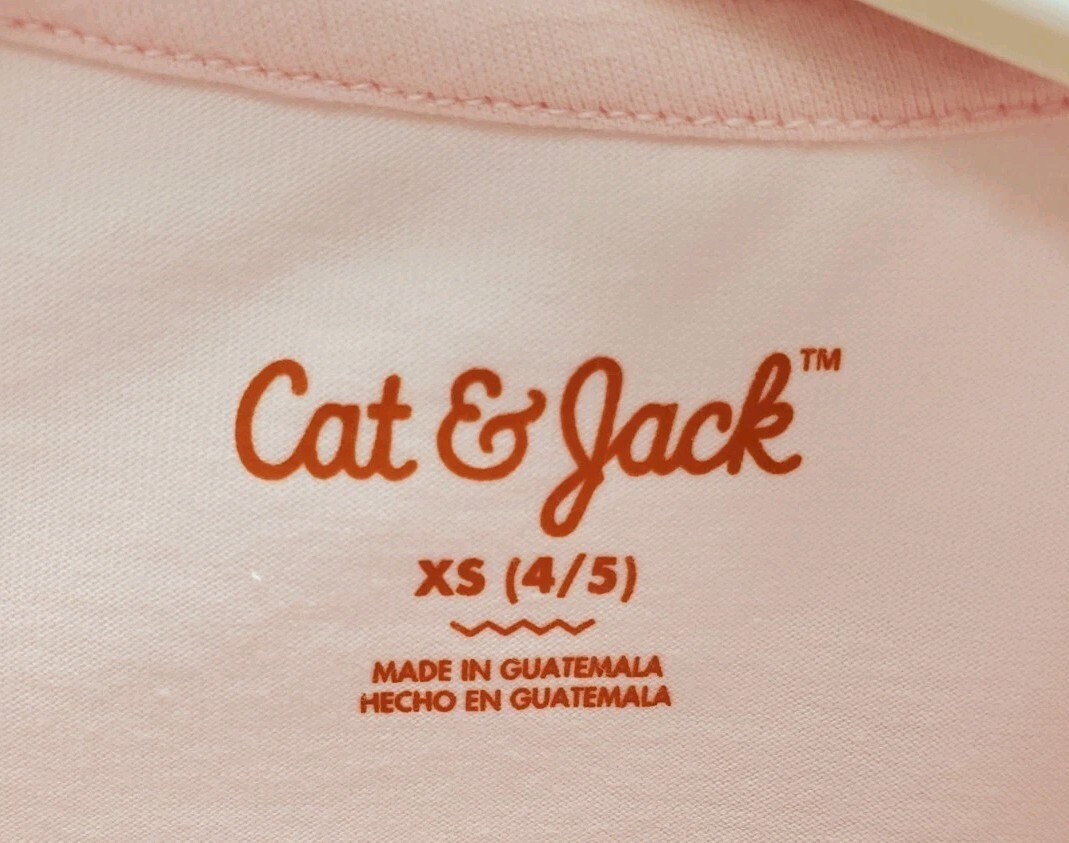 Cat & Jack™
XS (4/5)
MADE IN GUATEMALA
HECHO EN GUATEMALA